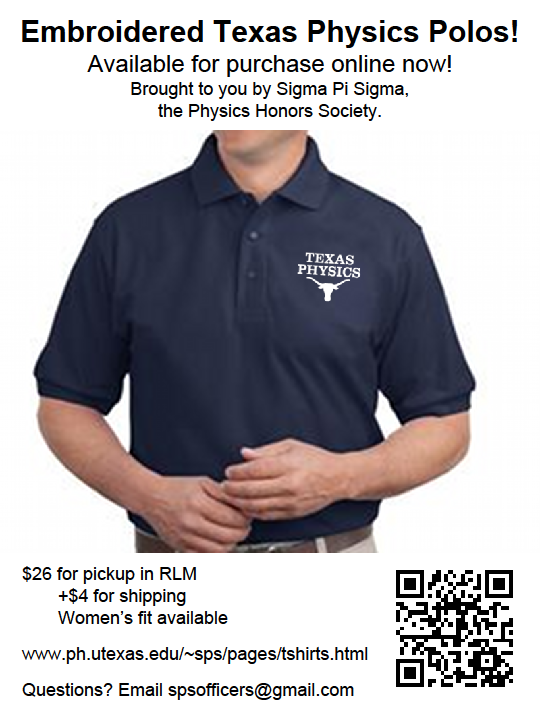 Embroidered Texas Physics Polos!
Available for purchase online now!
Brought to you by Sigma Pi Sigma,
the Physics Honors Society.
TEXAS
PHYSICS
$26 for pickup in RLM
+$4 for shipping
Women's fit available
www.ph.utexas.edu/~sps/pages/tshirts.html
Questions? Email spsofficers@gmail.com